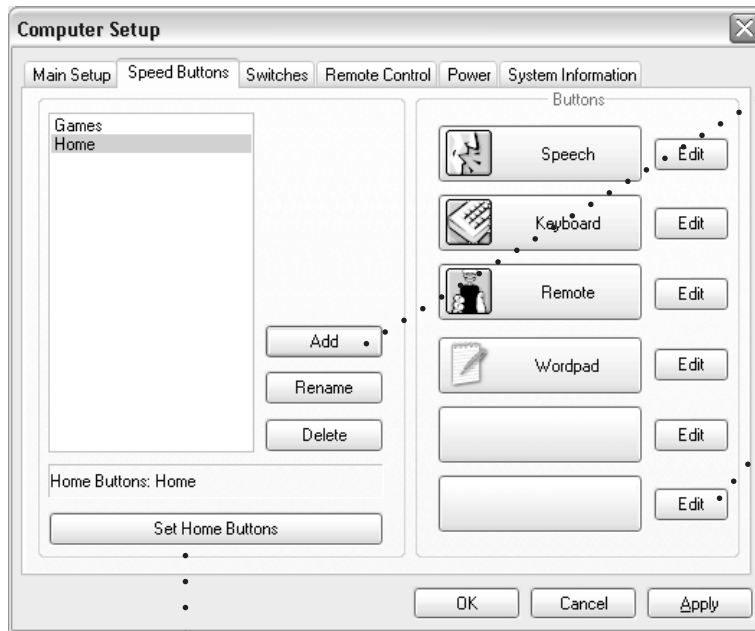 Computer Setup
Main Setup Speed Buttons Switches Remote Control Power System Information
Games
Home
Add
Rename
Delete
Home Buttons: Home
Set Home Buttons
Buttons
Speech Edit
Keyboard Edit
Remote Edit
Wordpad Edit
Edit
Edit
OK Cancel Apply